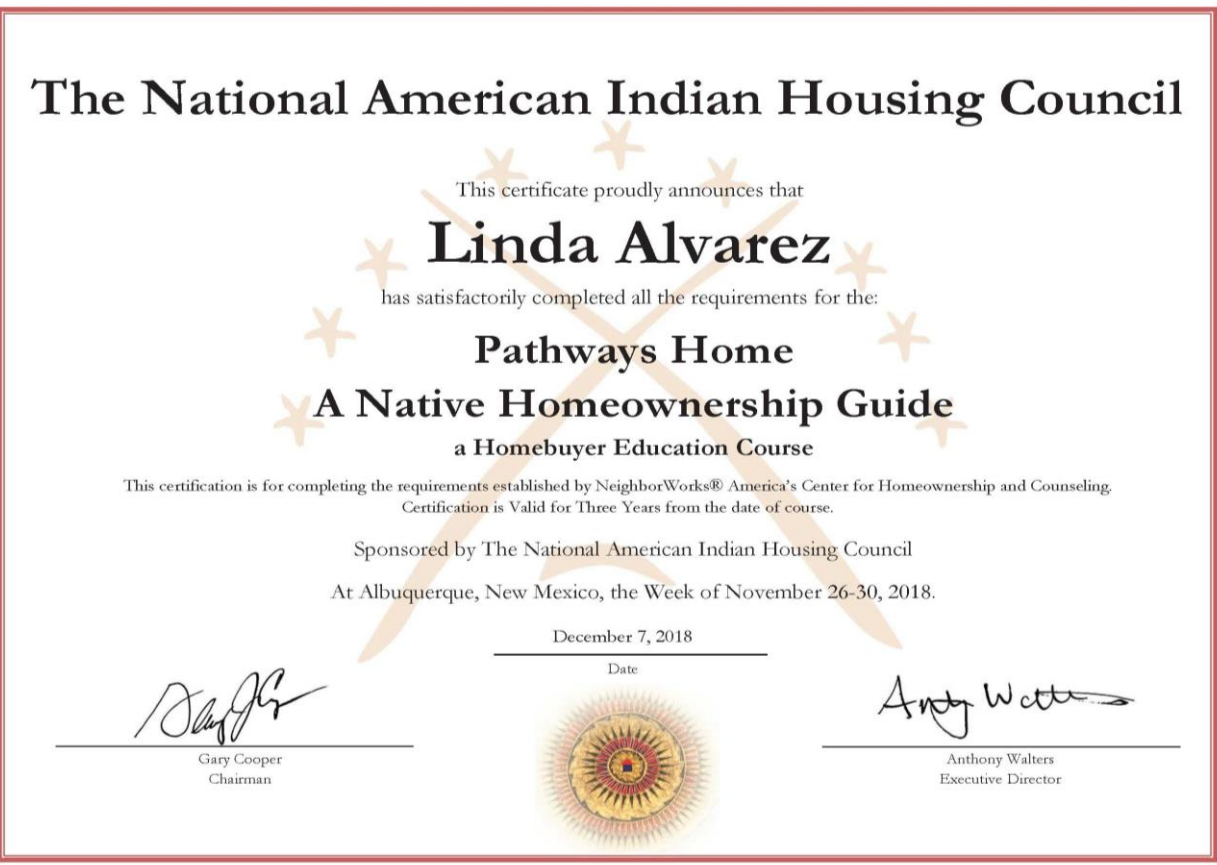 The National American Indian Housing Council
This certificate proudly announces that
Linda Alvarez
has satisfactorily completed all the requirements for the:
Pathways Home
A Native Homeownership Guide
a Homebuyer Education Course
This certification is for completing the requirements established by NeighborWorks® America's Center for Homeownership and Counseling.
Certification is Valid for Three Years from the date of course.
Sponsored by The National American Indian Housing Council
At Albuquerque, New Mexico, the Week of November 26-30, 2018.
December 7, 2018
Date
Gary Cooper
Chairman
Anthony Walters
Executive Director